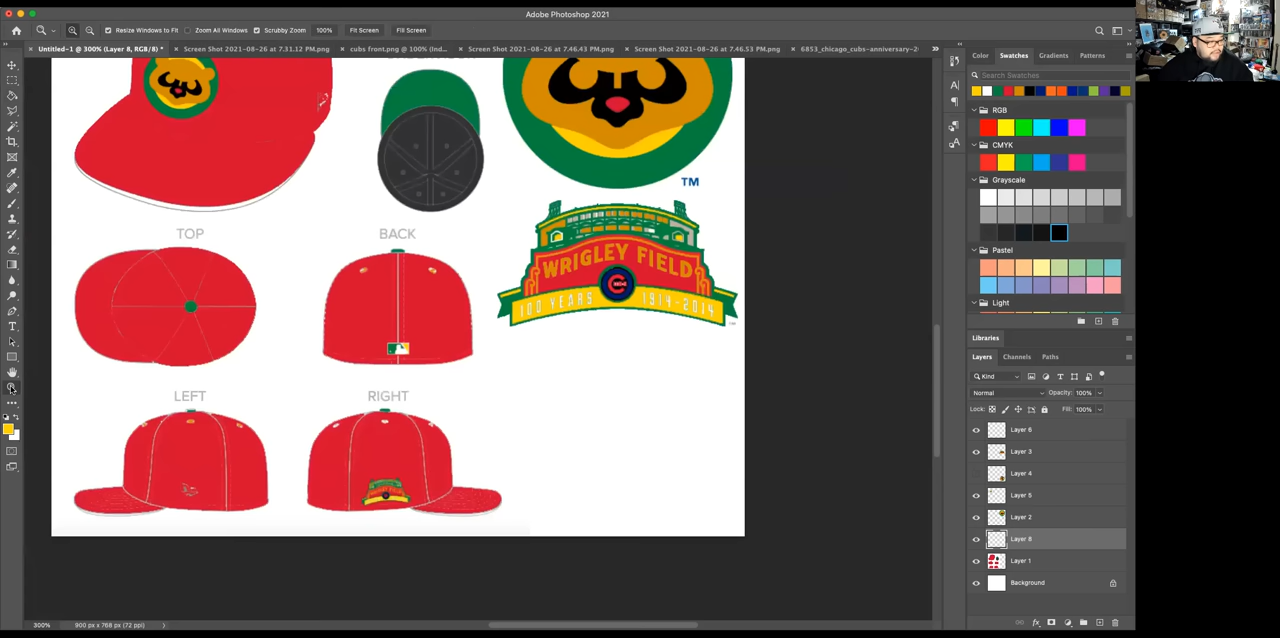 Adobe Photoshop 2021
Resize Windows to Fit Zoom All Windows Scrubby Zoom 100% Fit Screen Fill Screen
Untitled-1 @ 300% (Layer 8, RGB/8) * Screen Shot 2021-08-26 at 7.31.12 PM.png cubs front.png @ 100% (Ind... Screen Shot 2021-08-26 at 7.46.43 PM.png * Screen Shot 2021-08-26 at 7.46.53 PM.png 6853_chicago_cubs-anniversary-2
Color Swatches Gradients Patterns
Search Swatches
RGB
CMYK
Grayscale
Pastel
Light
TM
TOP BACK
WRIGLEY FIELD
100 YEARS 1914-2014
LEFT RIGHT
Libraries
Layers Channels Paths
Kind
Normal Opacity: 100%
Lock: Fill: 100%
Layer 6
Layer 3
Layer 4
Layer 5
Layer 2
Layer 8
Layer 1
Background
300% 900 px x 768 px (72 ppi)